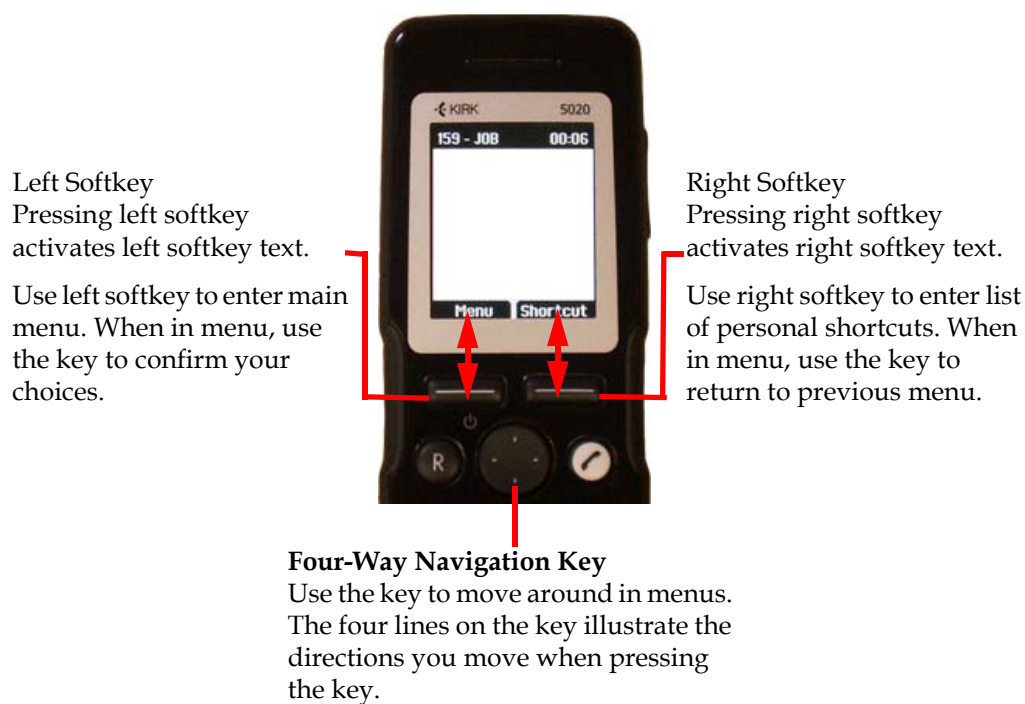 KIRK 5020
159 - JOB 00:06
Left Softkey
Pressing left softkey
activates left softkey text.
Use left softkey to enter main
menu. When in menu, use
the key to confirm your
choices.
Right Softkey
Pressing right softkey
activates right softkey text.
Use right softkey to enter list
of personal shortcuts. When
in menu, use the key to
return to previous menu.
Menu Shortcut
R
Four-Way Navigation Key
Use the key to move around in menus.
The four lines on the key illustrate the
directions you move when pressing
the key.